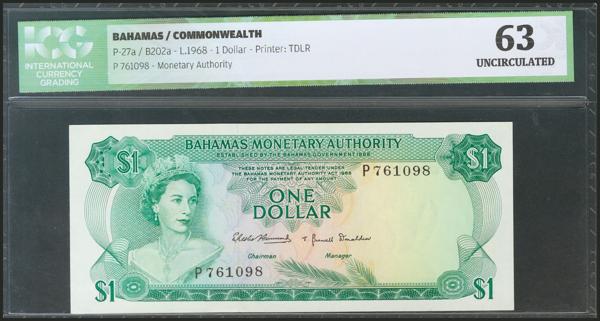 ICG
INTERNATIONAL
CURRENCY
GRADING
BAHAMAS / COMMONWEALTH
P-27a / B202a - L.1968 - 1 Dollar - Printer: TDLR
P 761098 - Monetary Authority
63
UNCIRCULATED
BAHAMAS MONETARY AUTHORITY
ESTABLISHED BY THE BAHAMAS GOVERNMENT 1968
$1
THESE NOTES ARE LEGAL TENDER UNDER
THE BAHAMAS MONETARY AUTHORITY ACT 1968
FOR THE PAYMENT OF ANY AMOUNT
$1
P 761098
ONE
DOLLAR
Chairman
Manager
P 761098
$1
$1